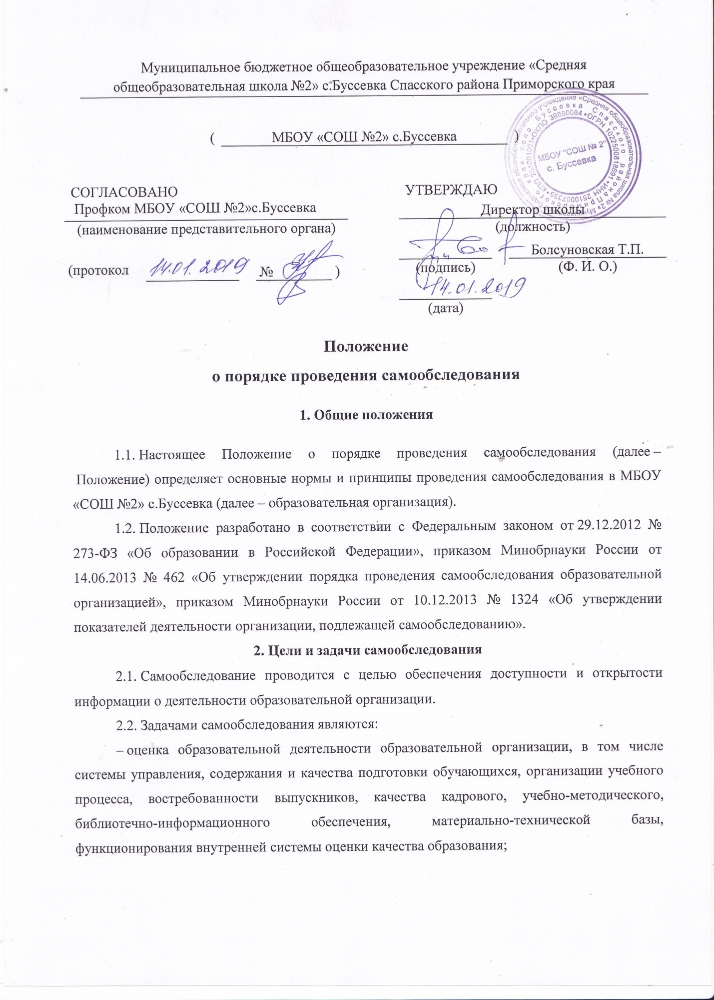 Муниципальное бюджетное общеобразовательное учреждение «Средняя
общеобразовательная школа №2» с.Буссевка Спасского района Приморского края
( МБОУ «СОШ №2» с.Буссевка )
МБОУ "СОШ № 2"
с. Буссевка
СОГЛАСОВАНО
Профком МБОУ «СОШ №2»с.Буссевка
(наименование представительного органа)
(протокол 14.01.2019 № )
УТВЕРЖДАЮ
Директор школы
(должность)
Болсуновская Т.П.
(подпись) (Ф. И. О.)
14.01.2019
(дата)
Положение
о порядке проведения самообследования
1. Общие положения
1.1. Настоящее Положение о порядке проведения самообследования (далее –
Положение) определяет основные нормы и принципы проведения самообследования в МБОУ
«СОШ №2» с.Буссевка (далее – образовательная организация).
1.2. Положение разработано в соответствии с Федеральным законом от 29.12.2012 №
273-ФЗ «Об образовании в Российской Федерации», приказом Минобрнауки России от
14.06.2013 № 462 «Об утверждении порядка проведения самообследования образовательной
организацией», приказом Минобрнауки России от 10.12.2013 № 1324 «Об утверждении
показателей деятельности организации, подлежащей самообследованию».
2. Цели и задачи самообследования
2.1. Самообследование проводится с целью обеспечения доступности и открытости
информации о деятельности образовательной организации.
2.2. Задачами самообследования являются:
– оценка образовательной деятельности образовательной организации, в том числе
системы управления, содержания и качества подготовки обучающихся, организации учебного
процесса, востребованности выпускников, качества кадрового, учебно-методического,
библиотечно-информационного обеспечения, материально-технической базы,
функционирования внутренней системы оценки качества образования;